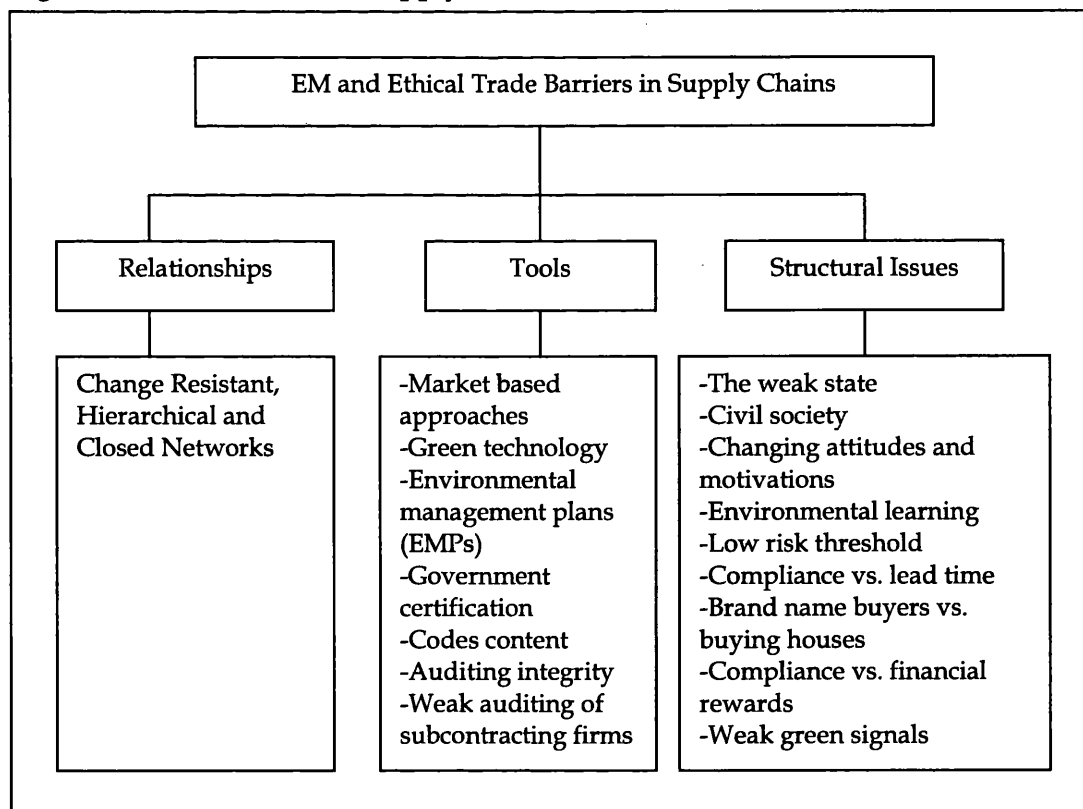 EM and Ethical Trade Barriers in Supply Chains
Relationships
Tools
Structural Issues
Change Resistant,
Hierarchical and
Closed Networks
-Market based
approaches
-Green technology
-Environmental
management plans
(EMPs)
-Government
certification
-Codes content
-Auditing integrity
-Weak auditing of
subcontracting firms
-The weak state
-Civil society
-Changing attitudes and
motivations
-Environmental learning
-Low risk threshold
-Compliance vs. lead time
-Brand name buyers vs.
buying houses
-Compliance vs. financial
rewards
-Weak green signals